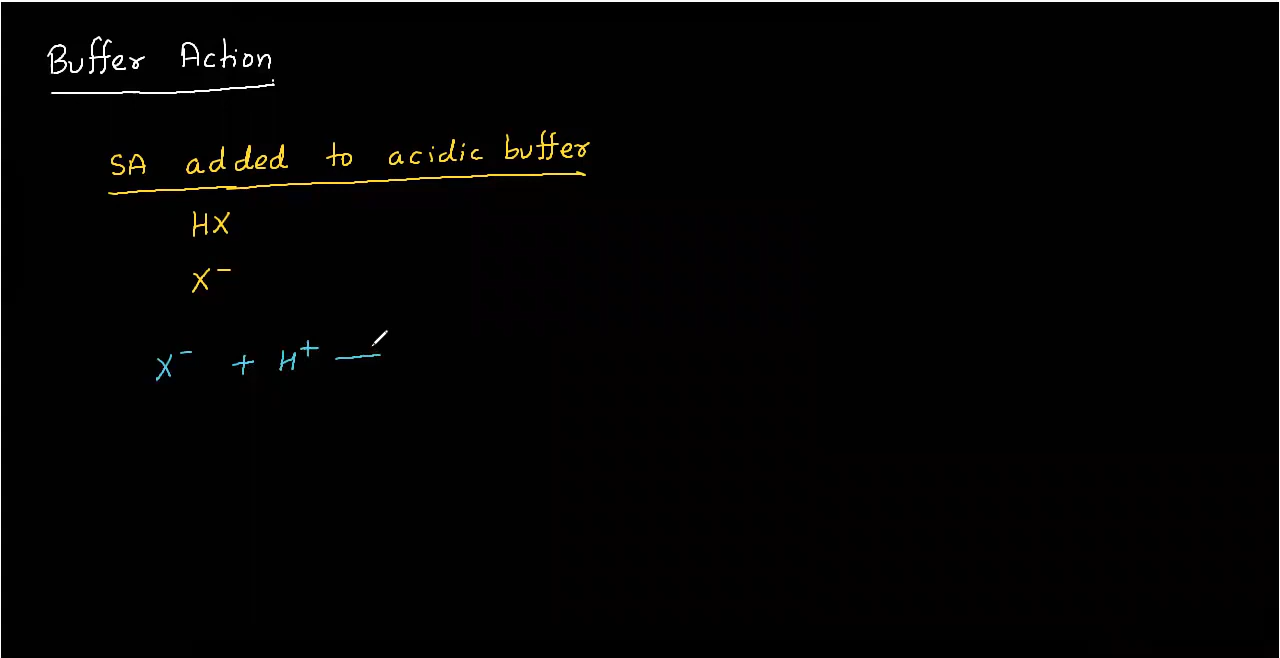 Buffer Action
SA added to acidic buffer
HX
X⁻
X⁻ + H⁺ —